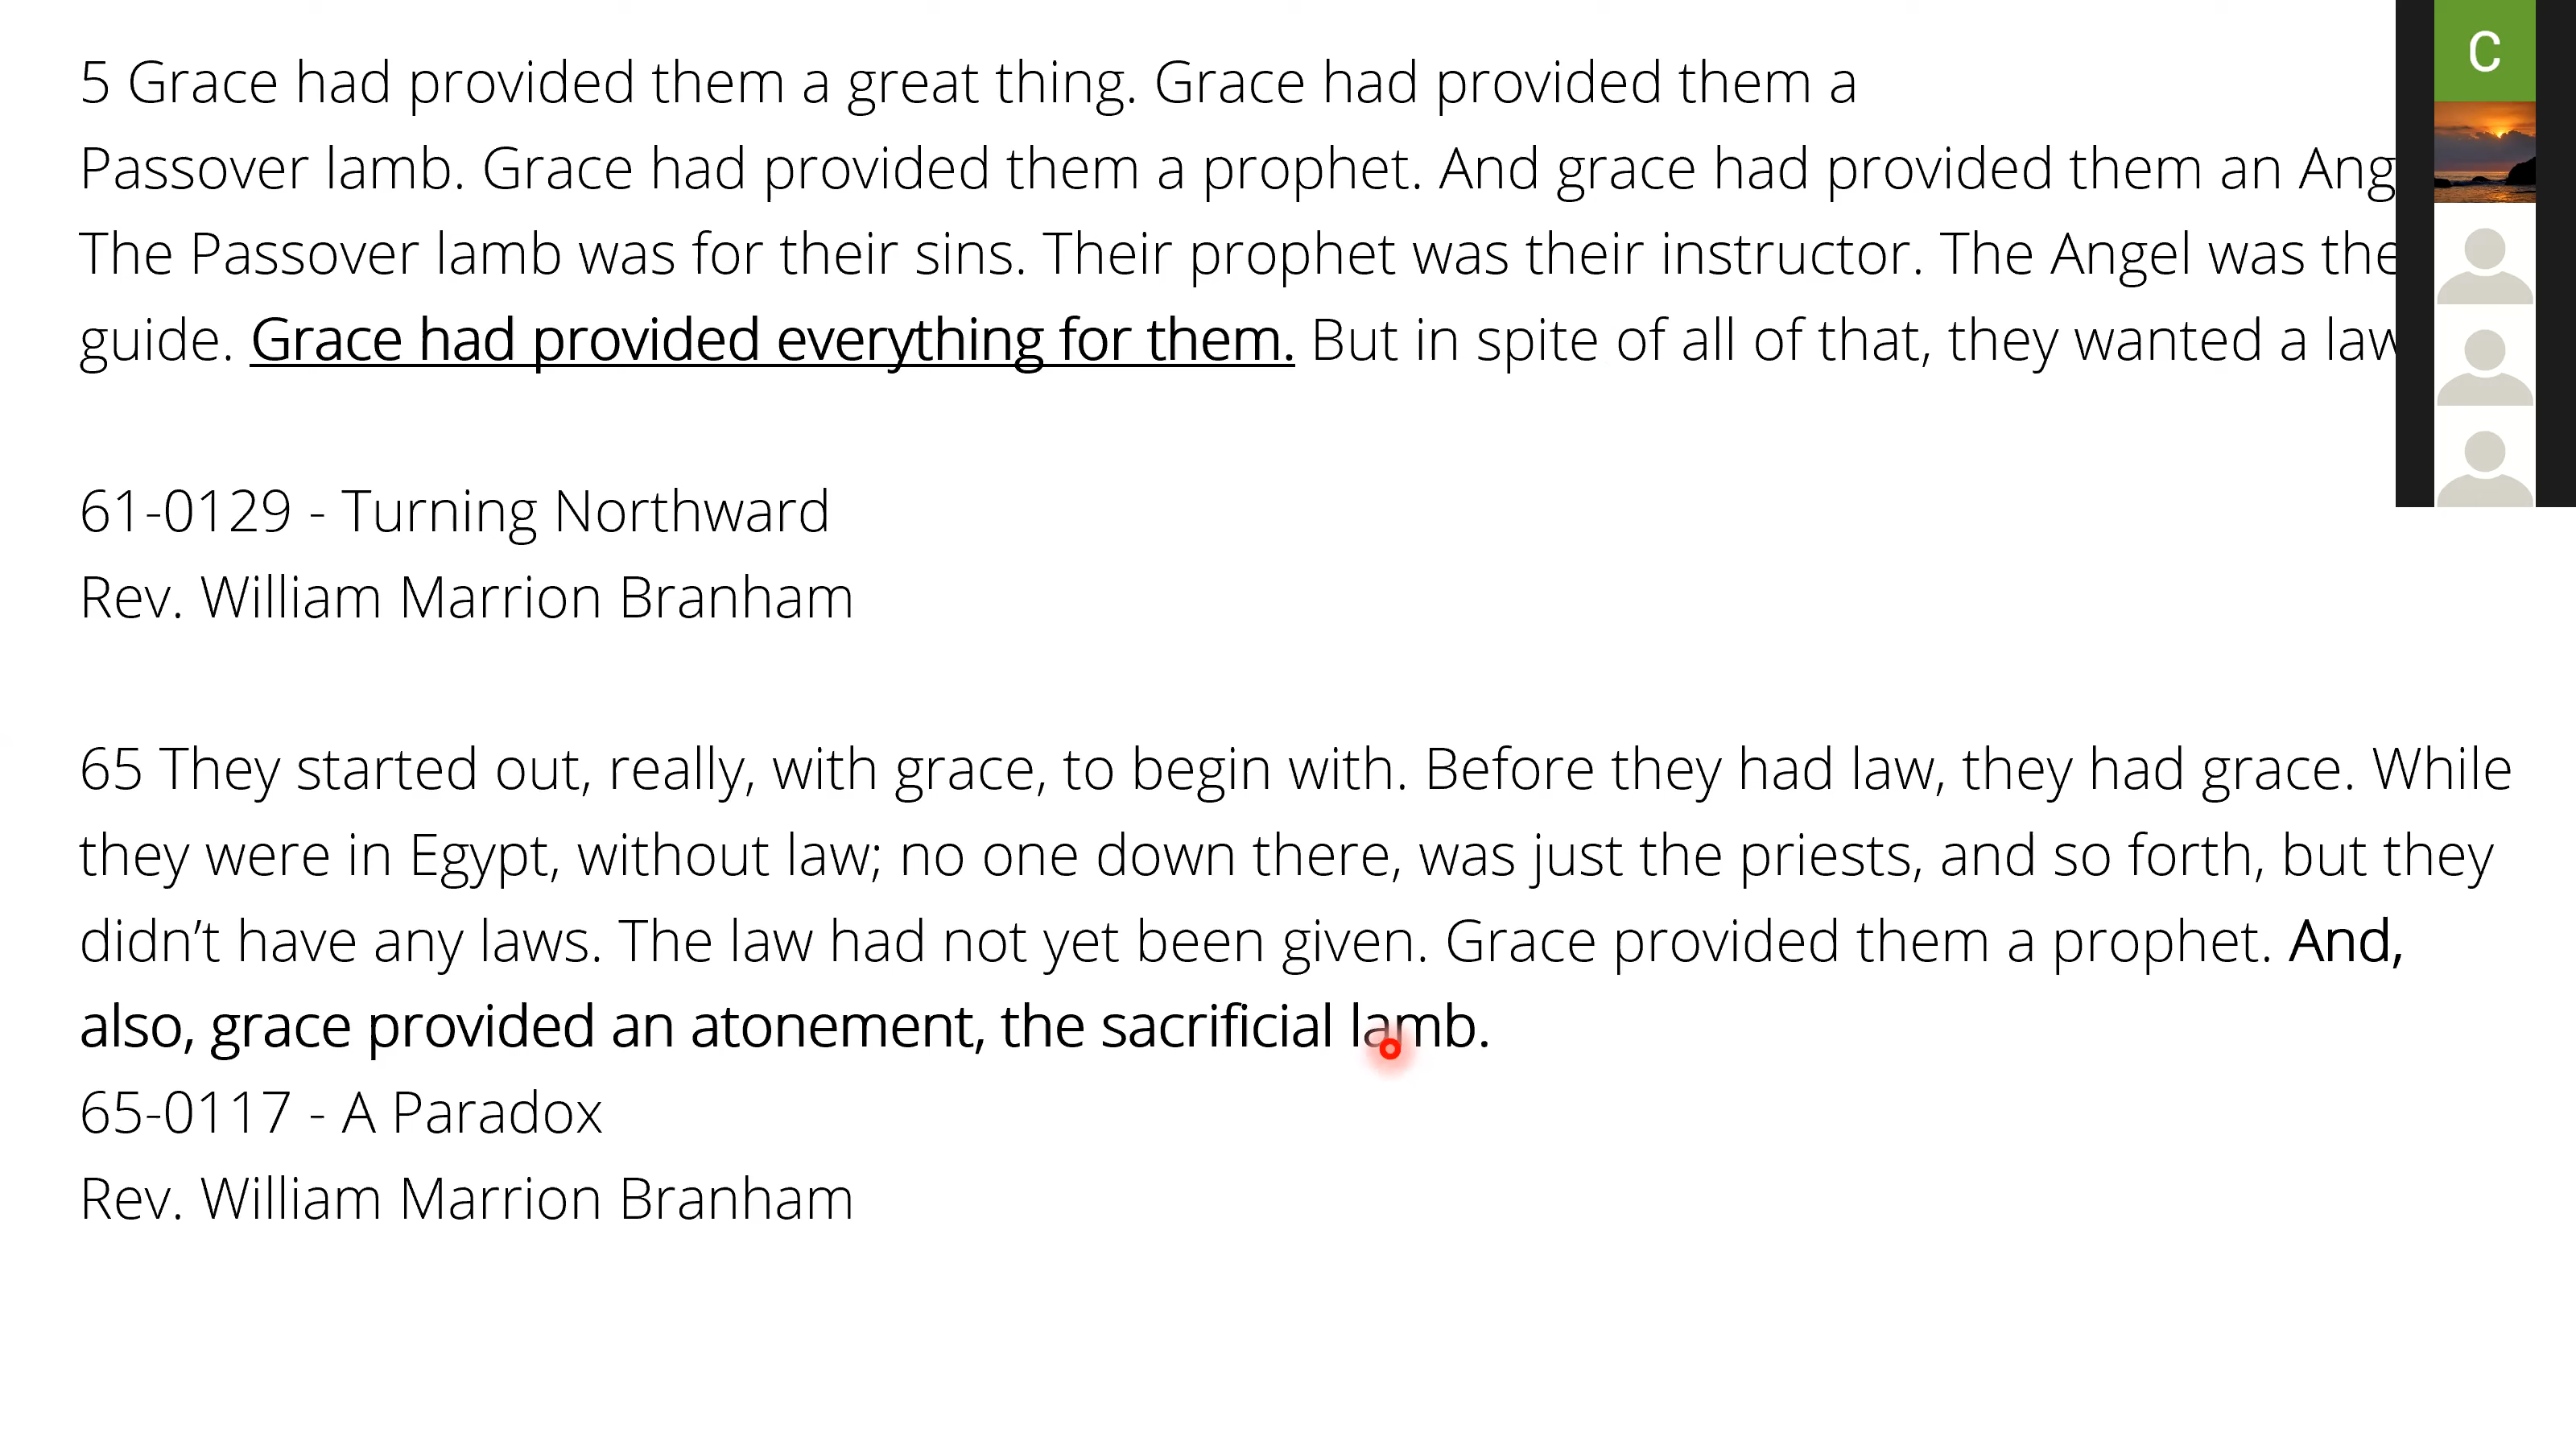 5 Grace had provided them a great thing. Grace had provided them a
Passover lamb. Grace had provided them a prophet. And grace had provided them an
The Passover lamb was for their sins. Their prophet was their instructor. The Angel was
guide. Grace had provided everything for them. But in spite of all of that, they wanted a law
61-0129 - Turning Northward
Rev. William Marrion Branham
65 They started out, really, with grace, to begin with. Before they had law, they had grace. While
they were in Egypt, without law; no one down there, was just the priests, and so forth, but they
didn’t have any laws. The law had not yet been given. Grace provided them a prophet. And,
also, grace provided an atonement, the sacrificial lamb.
65-0117 - A Paradox
Rev. William Marrion Branham
C